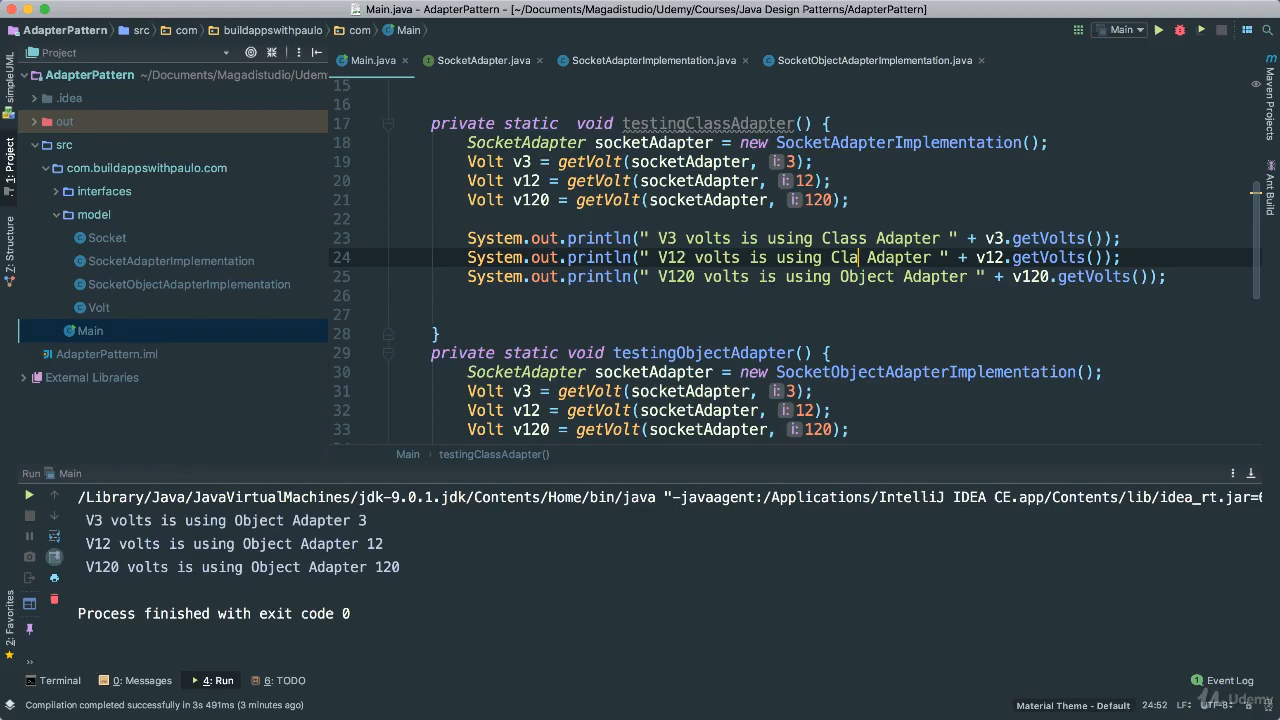 Main.java - AdapterPattern - [~/Documents/Magadistudio/Udemy/Courses/Java Design Patterns/AdapterPattern]
AdapterPattern src com buildappswithpaulo com Main
Main
Project
Main.java SocketAdapter.java SocketAdapterImplementation.java SocketObjectAdapterImplementation.java
AdapterPattern ~/Documents/Magadistudio/Udem
.idea
out
src
com.buildappswithpaulo.com
interfaces
model
Socket
SocketAdapterImplementation
SocketObjectAdapterImplementation
Volt
Main
AdapterPattern.iml
External Libraries
simpleUML
1: Project
7: Structure
2: Favorites
15
16
17 private static void testingClassAdapter() {
18 SocketAdapter socketAdapter = new SocketAdapterImplementation();
19 Volt v3 = getVolt(socketAdapter, i: 3);
20 Volt v12 = getVolt(socketAdapter, i: 12);
21 Volt v120 = getVolt(socketAdapter, i: 120);
22
23 System.out.println(" V3 volts is using Class Adapter " + v3.getVolts());
24 System.out.println(" V12 volts is using Cla Adapter " + v12.getVolts());
25 System.out.println(" V120 volts is using Object Adapter " + v120.getVolts());
26
27
28 }
29 private static void testingObjectAdapter() {
30 SocketAdapter socketAdapter = new SocketObjectAdapterImplementation();
31 Volt v3 = getVolt(socketAdapter, i: 3);
32 Volt v12 = getVolt(socketAdapter, i: 12);
33 Volt v120 = getVolt(socketAdapter, i: 120);
Main testingClassAdapter()
Maven Projects
Ant Build
Run Main
/Library/Java/JavaVirtualMachines/jdk-9.0.1.jdk/Contents/Home/bin/java "-javaagent:/Applications/IntelliJ IDEA CE.app/Contents/lib/idea_rt.jar=6
V3 volts is using Object Adapter 3
V12 volts is using Object Adapter 12
V120 volts is using Object Adapter 120
Process finished with exit code 0
Terminal 0: Messages 4: Run 6: TODO 1 Event Log
Compilation completed successfully in 3s 491ms (3 minutes ago) Material Theme - Default 24:52 LF UTF-8
Udemy